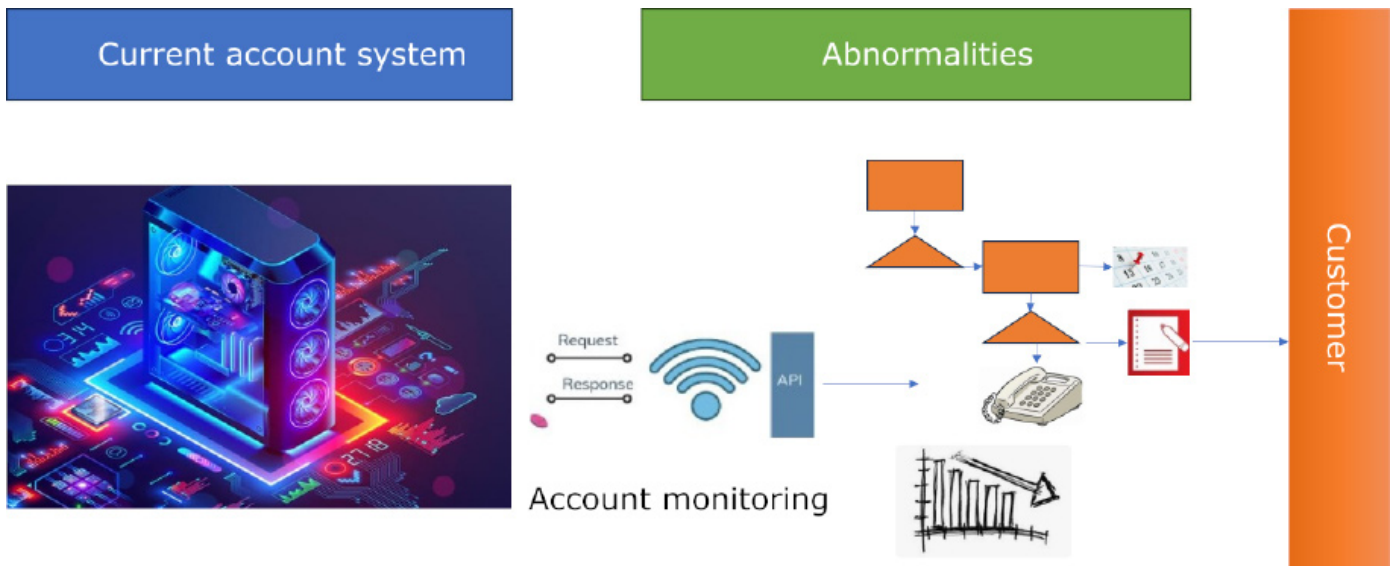 Current account system
Abnormalities
Customer
Request
Response
API
Account monitoring